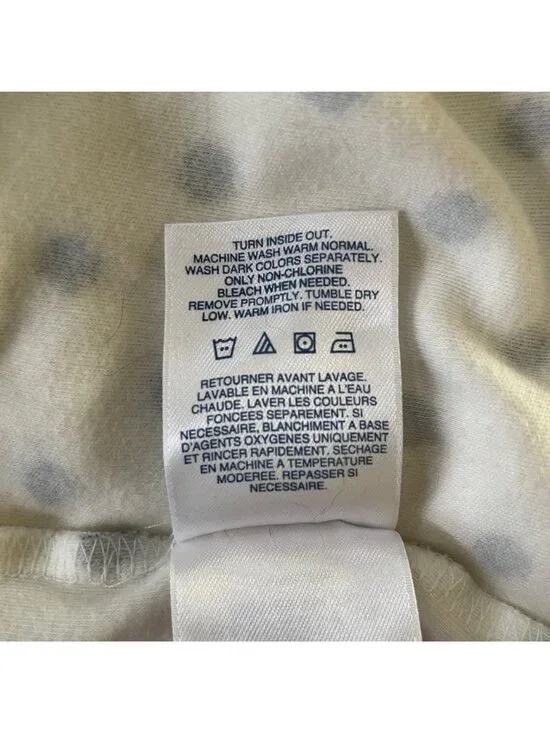 TURN INSIDE OUT.
MACHINE WASH WARM NORMAL.
WASH DARK COLORS SEPARATELY.
ONLY NON-CHLORINE
BLEACH WHEN NEEDED.
REMOVE PROMPTLY. TUMBLE DRY
LOW. WARM IRON IF NEEDED.
RETOURNER AVANT LAVAGE.
LAVABLE EN MACHINE A L'EAU
CHAUDE. LAVER LES COULEURS
FONCEES SEPAREMENT. SI
NECESSAIRE, BLANCHIMENT A BASE
D'AGENTS OXYGENES UNIQUEMENT
ET RINCER RAPIDEMENT. SECHAGE
EN MACHINE A TEMPERATURE
MODEREE. REPASSER SI
NECESSAIRE.